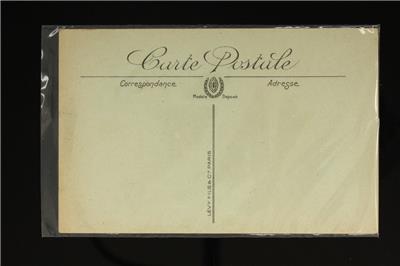 Carte Postale
Correspondance
Adresse
Modèle Déposé
LÉVY FILS & Cie PARIS